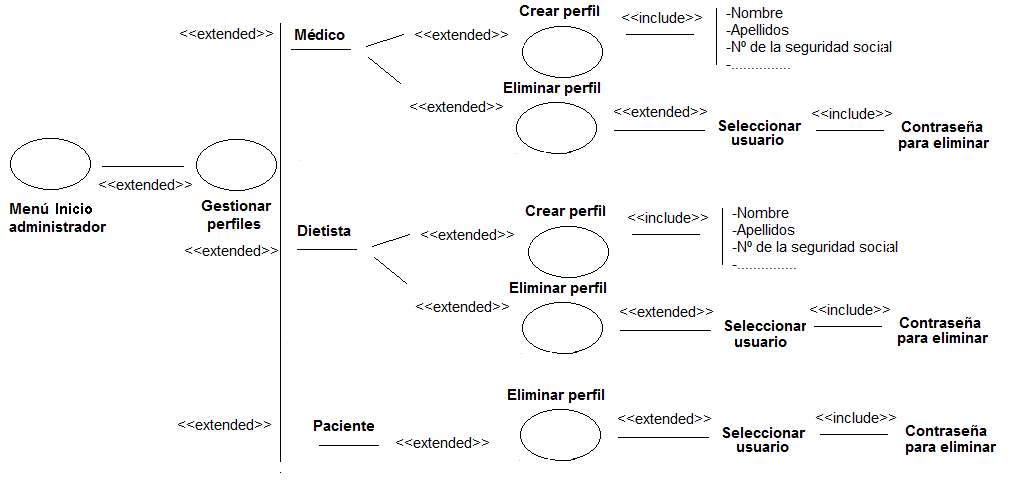 <<extended>>
Médico
<<extended>>
Crear perfil
<<include>>
-Nombre
-Apellidos
-Nº de la seguridad social
-...............
<<extended>>
Eliminar perfil
<<extended>>
Seleccionar
usuario
<<include>>
Contraseña
para eliminar
Menú Inicio
administrador
<<extended>>
Gestionar
perfiles
<<extended>>
Dietista
<<extended>>
Crear perfil
<<include>>
-Nombre
-Apellidos
-Nº de la seguridad social
-...............
<<extended>>
Eliminar perfil
<<extended>>
Seleccionar
usuario
<<include>>
Contraseña
para eliminar
<<extended>>
Paciente
<<extended>>
Eliminar perfil
<<extended>>
Seleccionar
usuario
<<include>>
Contraseña
para eliminar